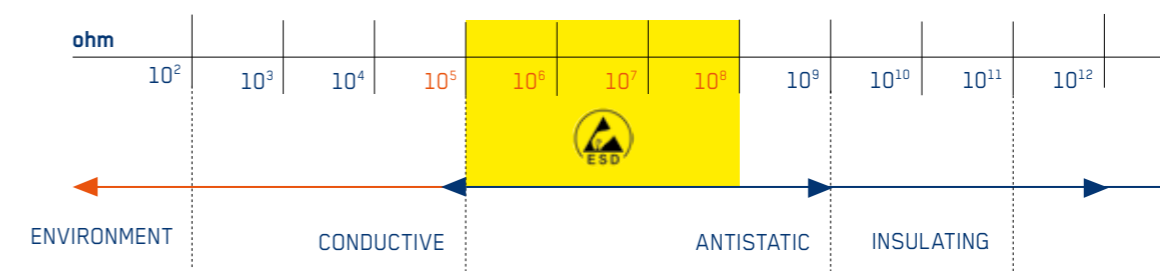 ohm
10² 10³ 10⁴ 10⁵ 10⁶ 10⁷ 10⁸ 10⁹ 10¹⁰ 10¹¹ 10¹²
ESD
ENVIRONMENT CONDUCTIVE ANTISTATIC INSULATING